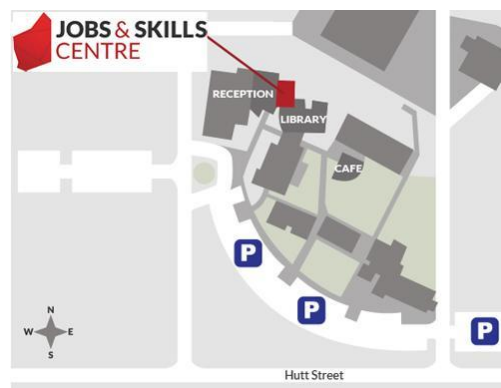 JOBS & SKILLS
CENTRE
RECEPTION
LIBRARY
CAFE
P
P
P
N
W E
S
Hutt Street